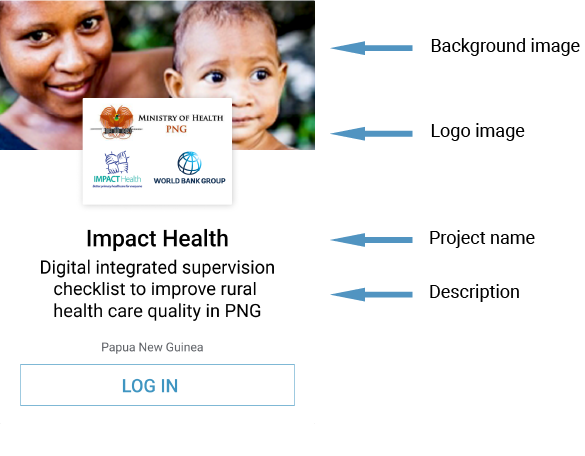 Background image
MINISTRY OF HEALTH
PNG
Logo image
IMPACT Health
Better primary healthcare for everyone
WORLD BANK GROUP
Impact Health
Project name
Digital integrated supervision
checklist to improve rural
health care quality in PNG
Description
Papua New Guinea
LOG IN